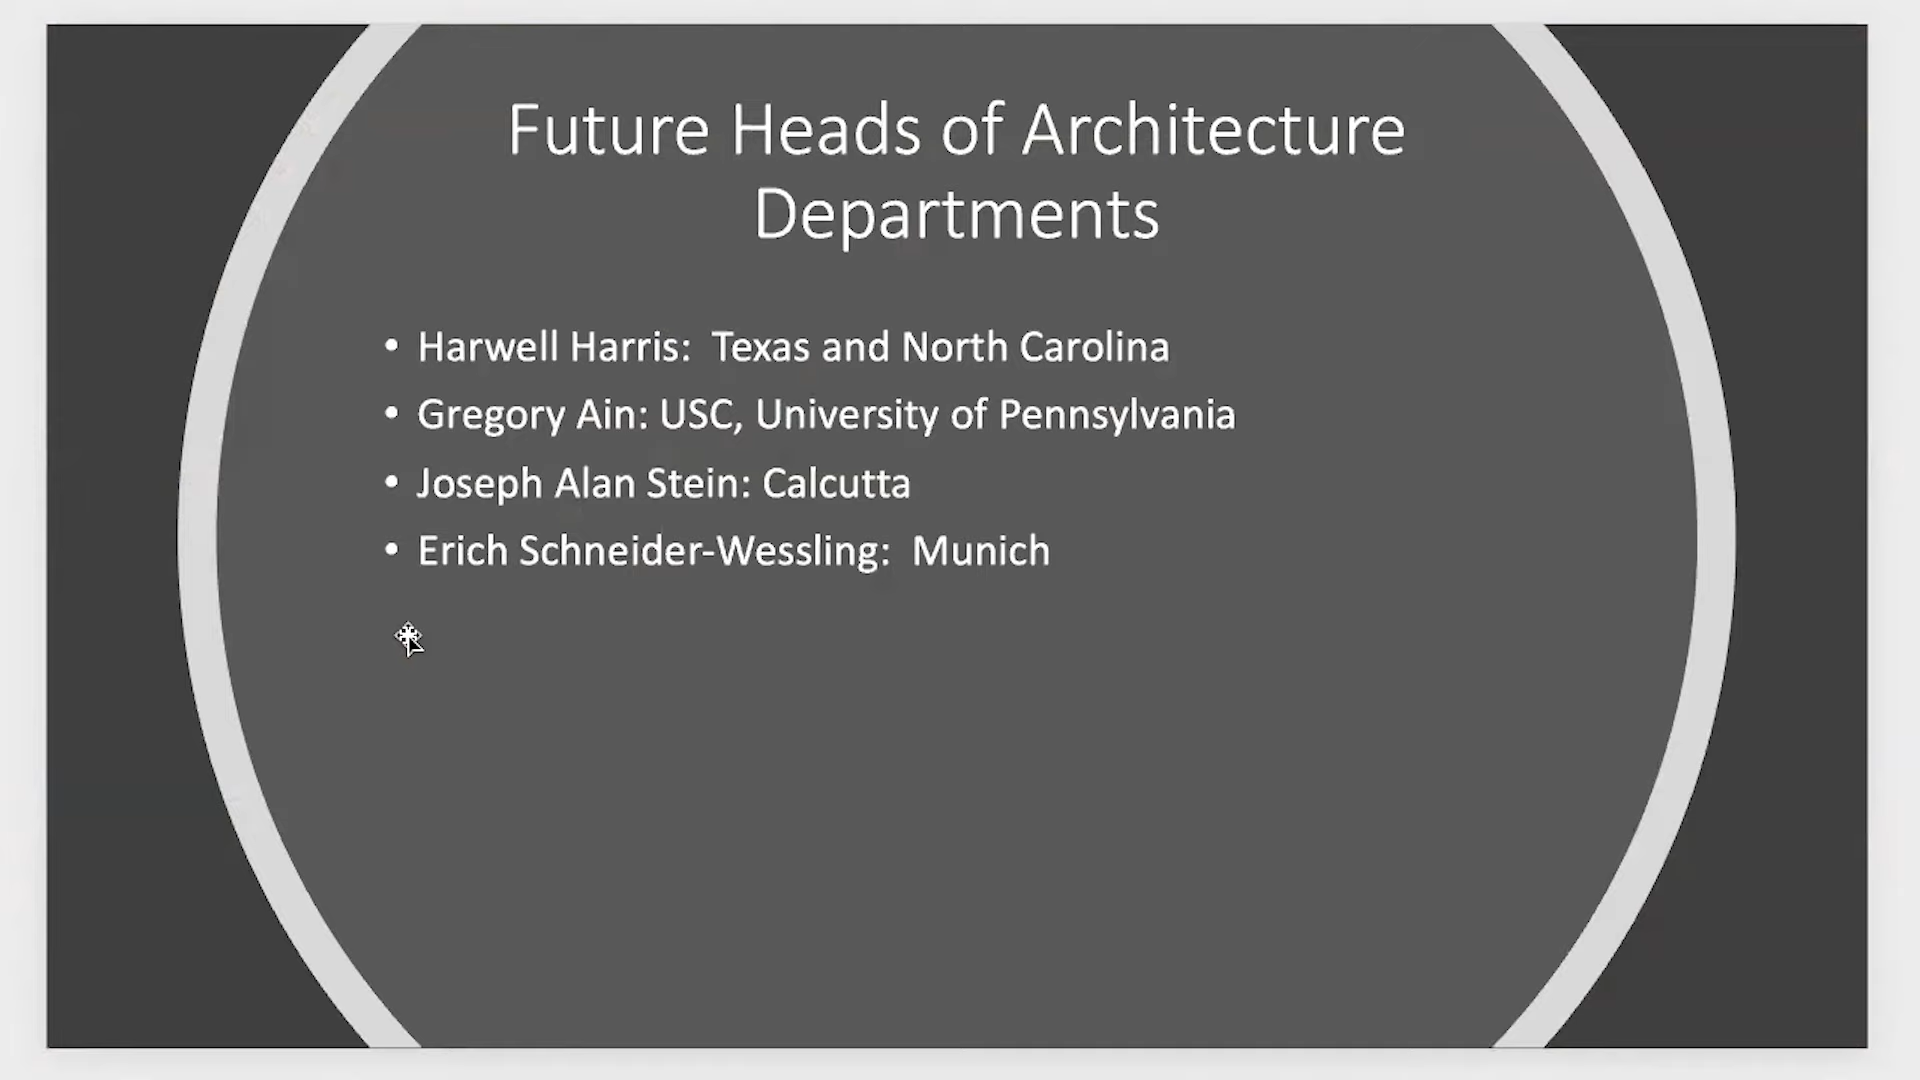 Future Heads of Architecture
Departments
• Harwell Harris: Texas and North Carolina
• Gregory Ain: USC, University of Pennsylvania
• Joseph Alan Stein: Calcutta
• Erich Schneider-Wessling: Munich